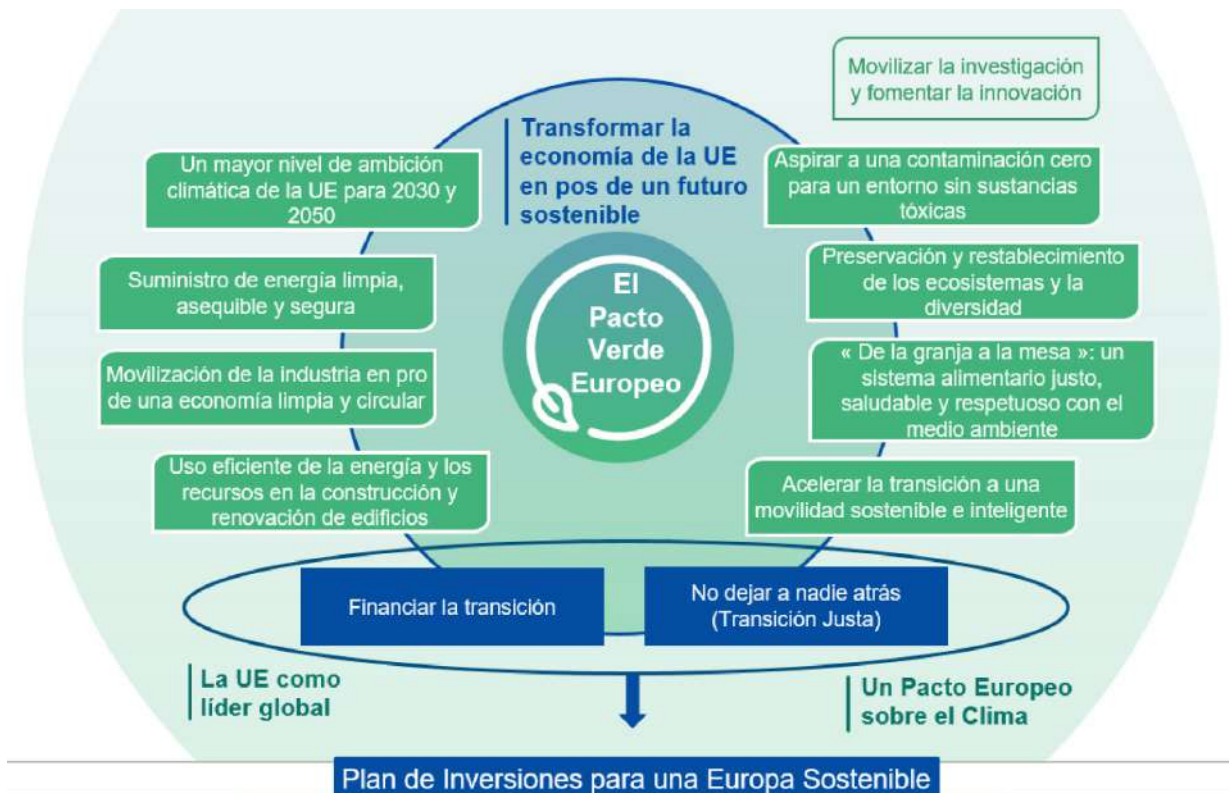 Movilizar la investigación
y fomentar la innovación
Transformar la
economía de la UE
en pos de un futuro
sostenible
Un mayor nivel de ambición
climática de la UE para 2030 y
2050
Aspirar a una contaminación cero
para un entorno sin sustancias
tóxicas
Suministro de energía limpia,
asequible y segura
Preservación y restablecimiento
de los ecosistemas y la
diversidad
El
Pacto
Verde
Europeo
Movilización de la industria en pro
de una economía limpia y circular
« De la granja a la mesa »: un
sistema alimentario justo,
saludable y respetuoso con el
medio ambiente
Uso eficiente de la energía y los
recursos en la construcción y
renovación de edificios
Acelerar la transición a una
movilidad sostenible e inteligente
Financiar la transición
No dejar a nadie atrás
(Transición Justa)
La UE como
líder global
Un Pacto Europeo
sobre el Clima
Plan de Inversiones para una Europa Sostenible